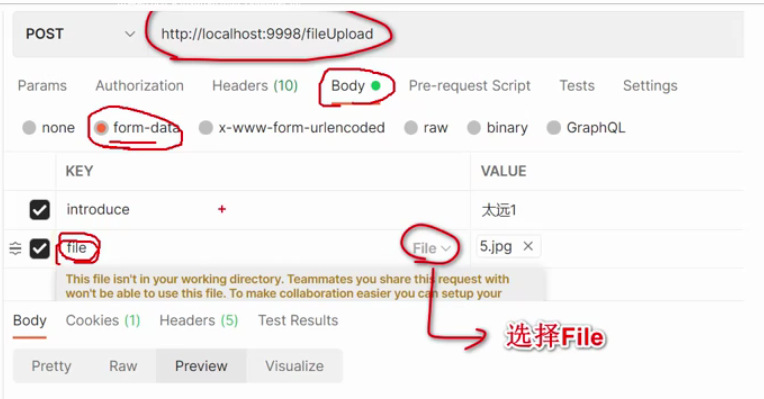 POST http://localhost:9998/fileUpload
Params Authorization Headers (10) Body Pre-request Script Tests Settings
none form-data x-www-form-urlencoded raw binary GraphQL
KEY VALUE
introduce 太远1
file File 5.jpg
This file isn't in your working directory. Teammates you share this request with
won't be able to use this file. To make collaboration easier you can setup your
Body Cookies (1) Headers (5) Test Results
选择File
Pretty Raw Preview Visualize